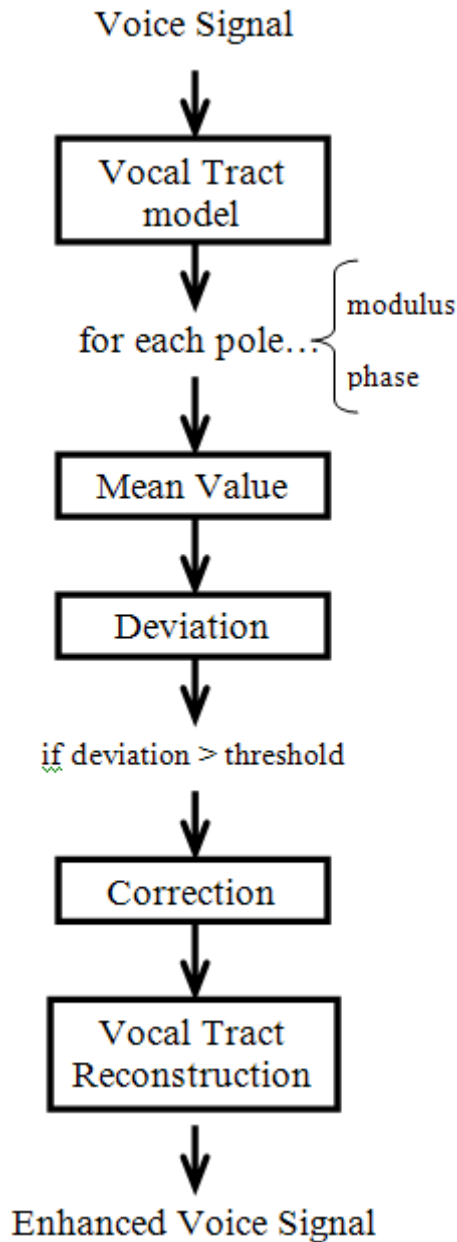 Voice Signal
Vocal Tract
model
for each pole…
modulus
phase
Mean Value
Deviation
if deviation > threshold
Correction
Vocal Tract
Reconstruction
Enhanced Voice Signal